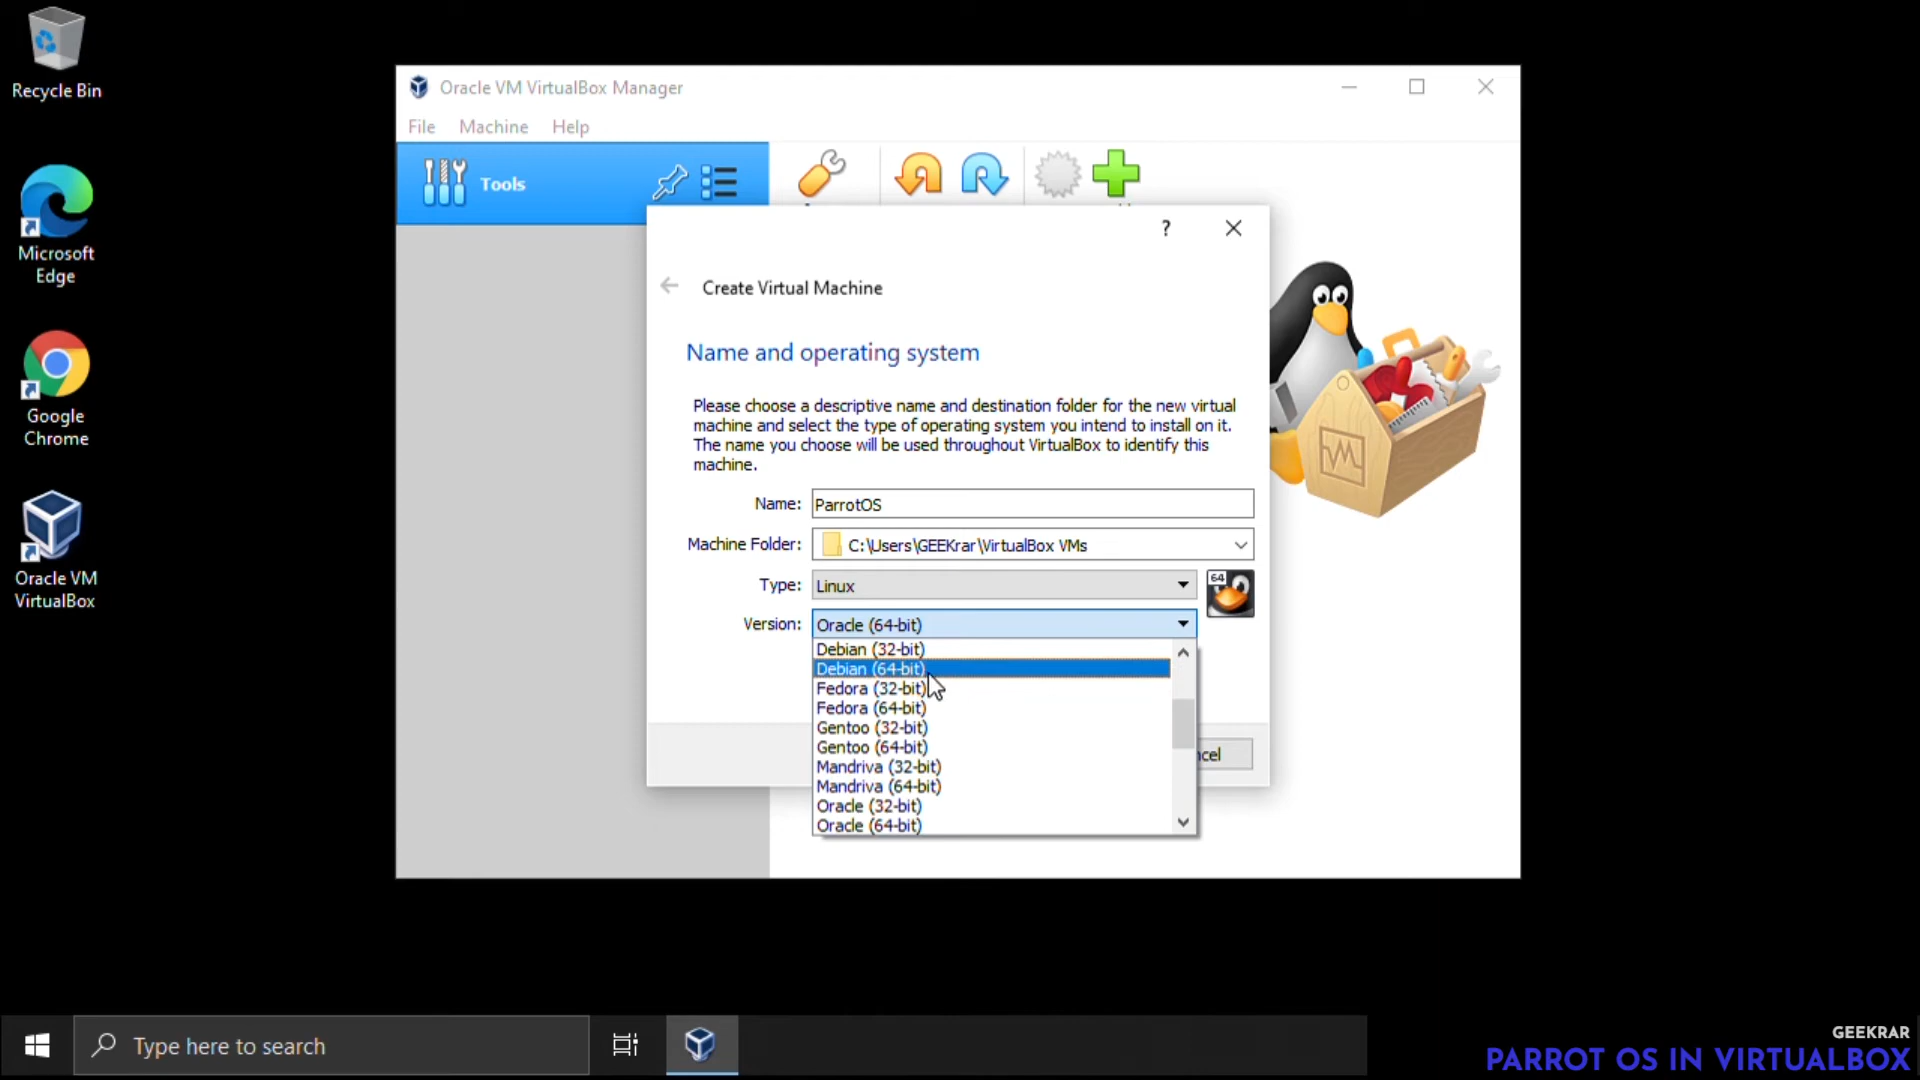 Recycle Bin
Microsoft
Edge
Google
Chrome
Oracle VM
VirtualBox
Oracle VM VirtualBox Manager
File Machine Help
Tools
?
Create Virtual Machine
Name and operating system
Please choose a descriptive name and destination folder for the new virtual
machine and select the type of operating system you intend to install on it.
The name you choose will be used throughout VirtualBox to identify this
machine.
Name: ParrotOS
Machine Folder: C:\Users\GEEKrar\VirtualBox VMs
Type: Linux
64
Version: Oracle (64-bit)
Debian (32-bit)
Debian (64-bit)
Fedora (32-bit)
Fedora (64-bit)
Gentoo (32-bit)
Gentoo (64-bit)
Mandriva (32-bit)
Mandriva (64-bit)
Oracle (32-bit)
Oracle (64-bit)
ncel
Type here to search
GEEKRAR
PARROT OS IN VIRTUALBOX